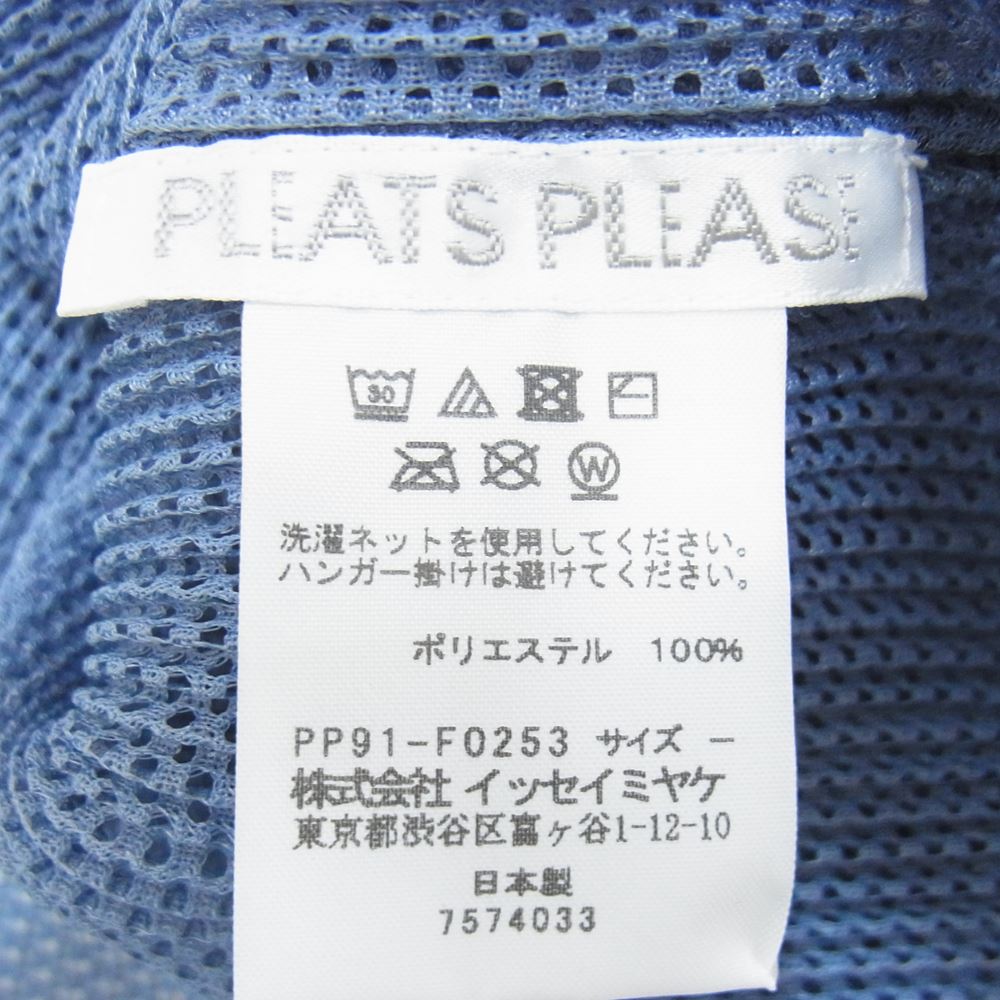 PLEATS PLEASE
30
W
洗濯ネットを使用してください。
ハンガー掛けは避けてください。
ポリエステル 100%
PP91-F0253 サイズ -
株式会社 イッセイミヤケ
東京都渋谷区富ヶ谷1-12-10
日本製
7574033